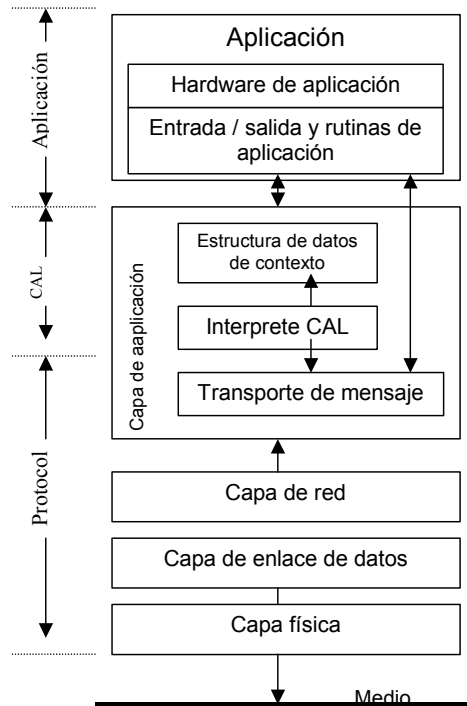 Aplicación
Aplicación
Hardware de aplicación
Entrada / salida y rutinas de
aplicación
CAL
Capa de aaplicación
Estructura de datos
de contexto
Interprete CAL
Transporte de mensaje
Protocol
Capa de red
Capa de enlace de datos
Capa física
Medio